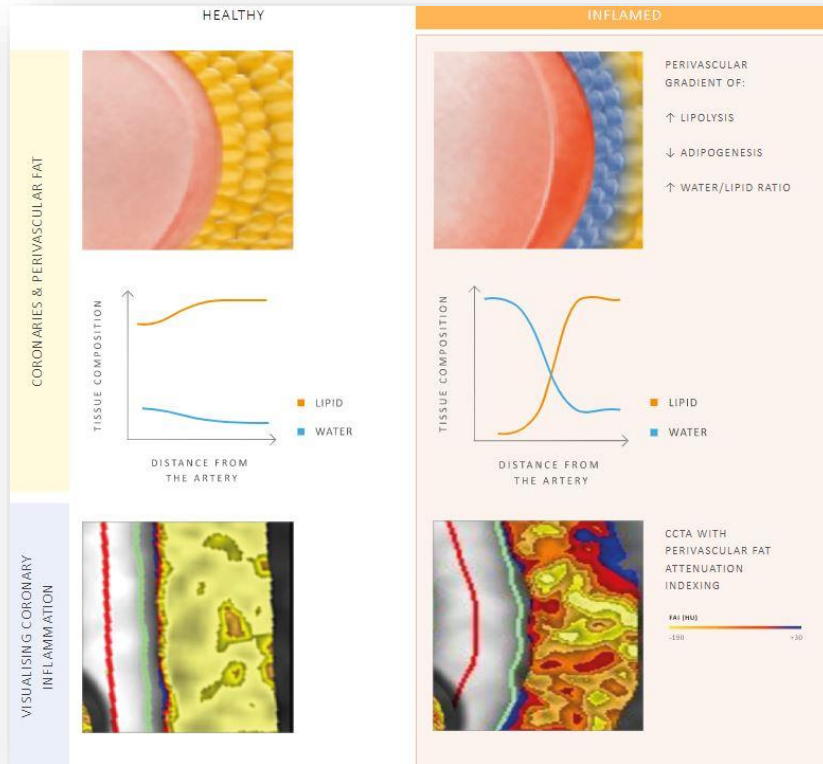 HEALTHY
INFLAMED
CORONARIES & PERIVASCULAR FAT
PERIVASCULAR
GRADIENT OF:
↑ LIPOLYSIS
↓ ADIPOGENESIS
↑ WATER/LIPID RATIO
TISSUE COMPOSITION
LIPID
WATER
DISTANCE FROM
THE ARTERY
TISSUE COMPOSITION
LIPID
WATER
DISTANCE FROM
THE ARTERY
VISUALISING CORONARY
INFLAMMATION
CCTA WITH
PERIVASCULAR FAT
ATTENUATION
INDEXING
FAI (HU)
-190 +30